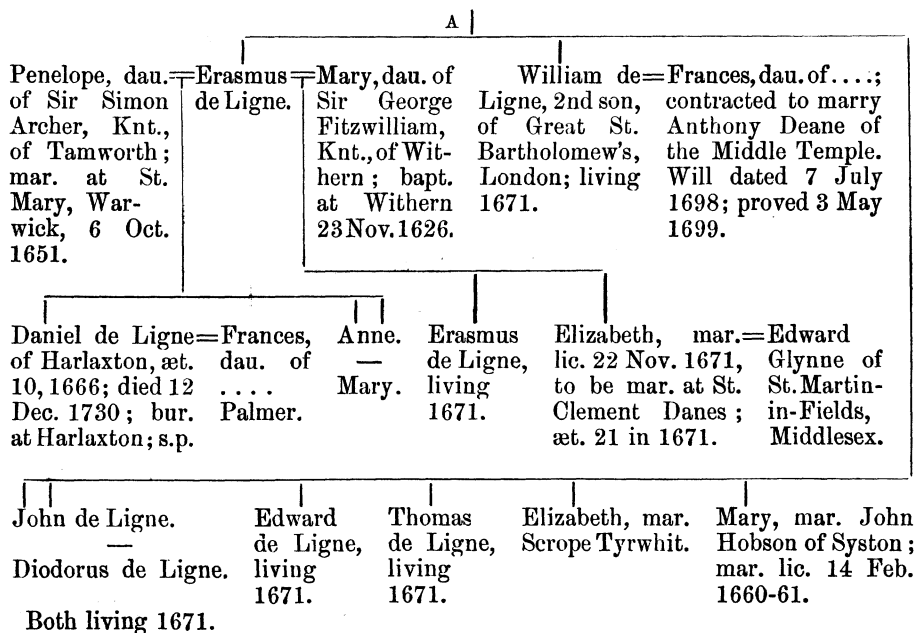 A
Penelope, dau.
of Sir Simon
Archer, Knt.,
of Tamworth;
mar. at St.
Mary, War-
wick, 6 Oct.
1651.
=Erasmus=
de Ligne.
Mary, dau. of
Sir George
Fitzwilliam,
Knt., of Wit-
hern; bapt.
at Withern
23 Nov. 1626.
William de=
Ligne, 2nd son,
of Great St.
Bartholomew's,
London; living
1671.
Frances, dau. of ....;
contracted to marry
Anthony Deane of
the Middle Temple.
Will dated 7 July
1698; proved 3 May
1699.
Daniel de Ligne=
of Harlaxton, æt.
10, 1666; died 12
Dec. 1730; bur.
at Harlaxton; s.p.
Frances,
dau. of
....
Palmer.
Anne.
—
Mary.
Erasmus
de Ligne,
living
1671.
Elizabeth, mar.=
lic. 22 Nov. 1671,
to be mar. at St.
Clement Danes;
æt. 21 in 1671.
Edward
Glynne of
St. Martin-
in-Fields,
Middlesex.
John de Ligne.
—
Diodorus de Ligne.
Both living 1671.
Edward
de Ligne,
living
1671.
Thomas
de Ligne,
living
1671.
Elizabeth, mar.
Scrope Tyrwhit.
Mary, mar. John
Hobson of Syston;
mar. lic. 14 Feb.
1660-61.